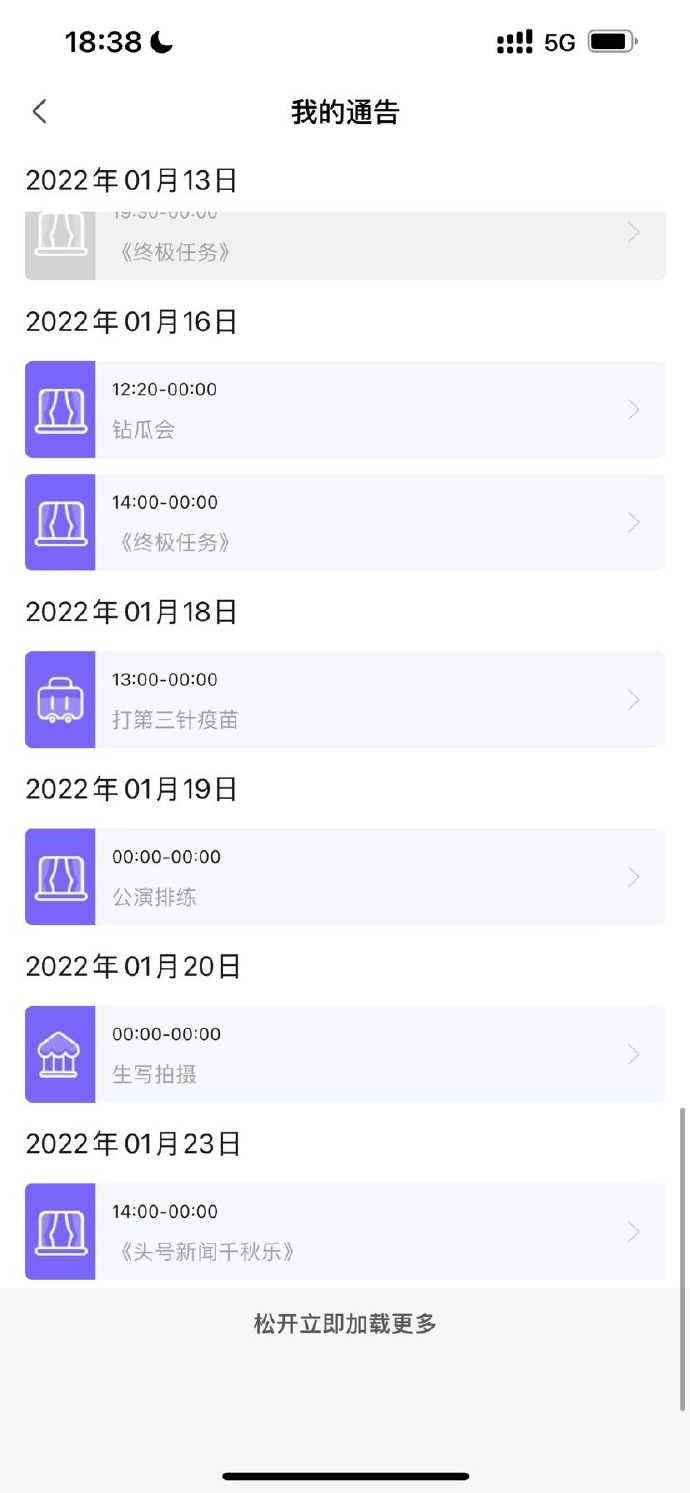 18:38
5G
我的通告
2022年01月13日
19:30-00:00
《终极任务》
2022年01月16日
12:20-00:00
钻瓜会
14:00-00:00
《终极任务》
2022年01月18日
13:00-00:00
打第三针疫苗
2022年01月19日
00:00-00:00
公演排练
2022年01月20日
00:00-00:00
生写拍摄
2022年01月23日
14:00-00:00
《头号新闻千秋乐》
松开立即加载更多